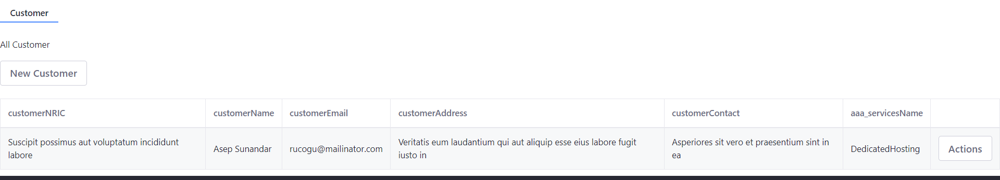 Customer
All Customer
New Customer
customerNRIC customerName customerEmail customerAddress customerContact aaa_servicesName
Suscipit possimus aut voluptatum incididunt
labore
Asep Sunandar
rucogu@mailinator.com
Veritatis eum laudantium qui aut aliquip esse eius labore fugit
iusto in
Asperiores sit vero et praesentium sint in
ea
DedicatedHosting
Actions